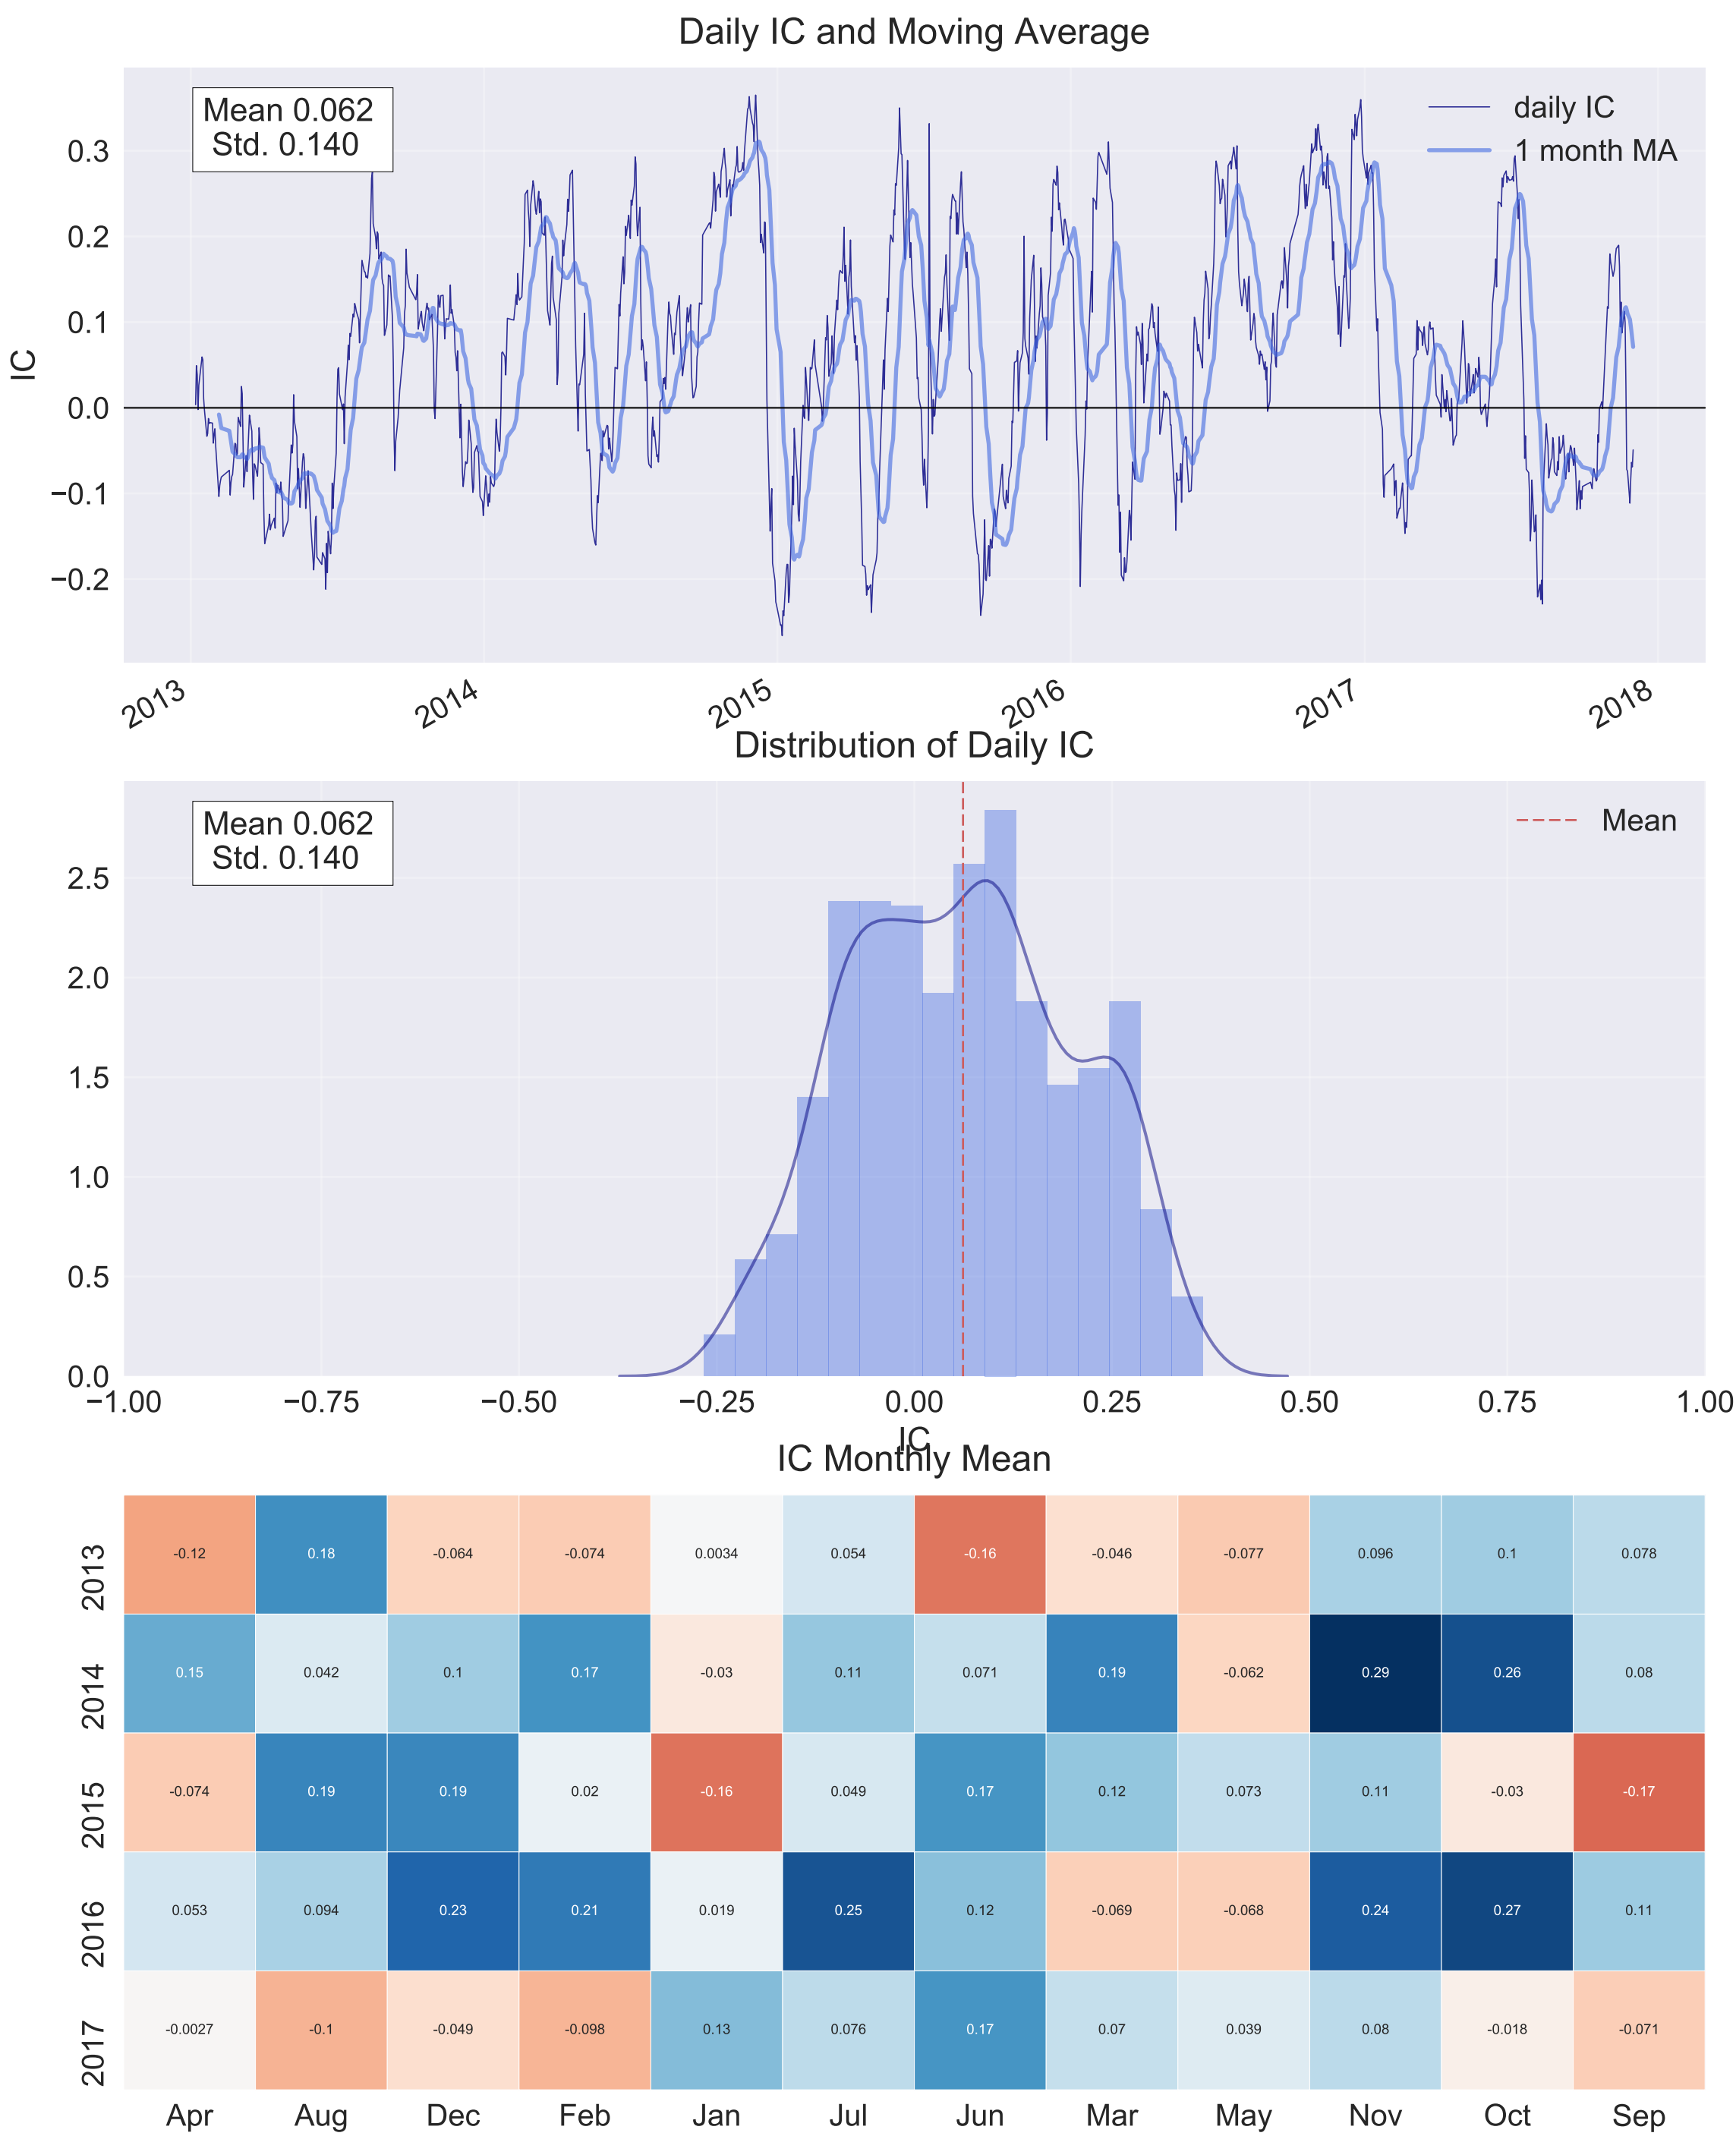 Daily IC and Moving Average
Mean 0.062
Std. 0.140
daily IC
1 month MA
0.3
0.2
0.1
0.0
−0.1
−0.2
IC
2013 2014 2015 2016 2017 2018
Distribution of Daily IC
Mean 0.062
Std. 0.140
Mean
2.5
2.0
1.5
1.0
0.5
0.0
−1.00 −0.75 −0.50 −0.25 0.00 0.25 0.50 0.75 1.00
IC
IC Monthly Mean
2013 -0.12 0.18 -0.064 -0.074 0.0034 0.054 -0.16 -0.046 -0.077 0.096 0.1 0.078
2014 0.15 0.042 0.1 0.17 -0.03 0.11 0.071 0.19 -0.062 0.29 0.26 0.08
2015 -0.074 0.19 0.19 0.02 -0.16 0.049 0.17 0.12 0.073 0.11 -0.03 -0.17
2016 0.053 0.094 0.23 0.21 0.019 0.25 0.12 -0.069 -0.068 0.24 0.27 0.11
2017 -0.0027 -0.1 -0.049 -0.098 0.13 0.076 0.17 0.07 0.039 0.08 -0.018 -0.071
Apr Aug Dec Feb Jan Jul Jun Mar May Nov Oct Sep